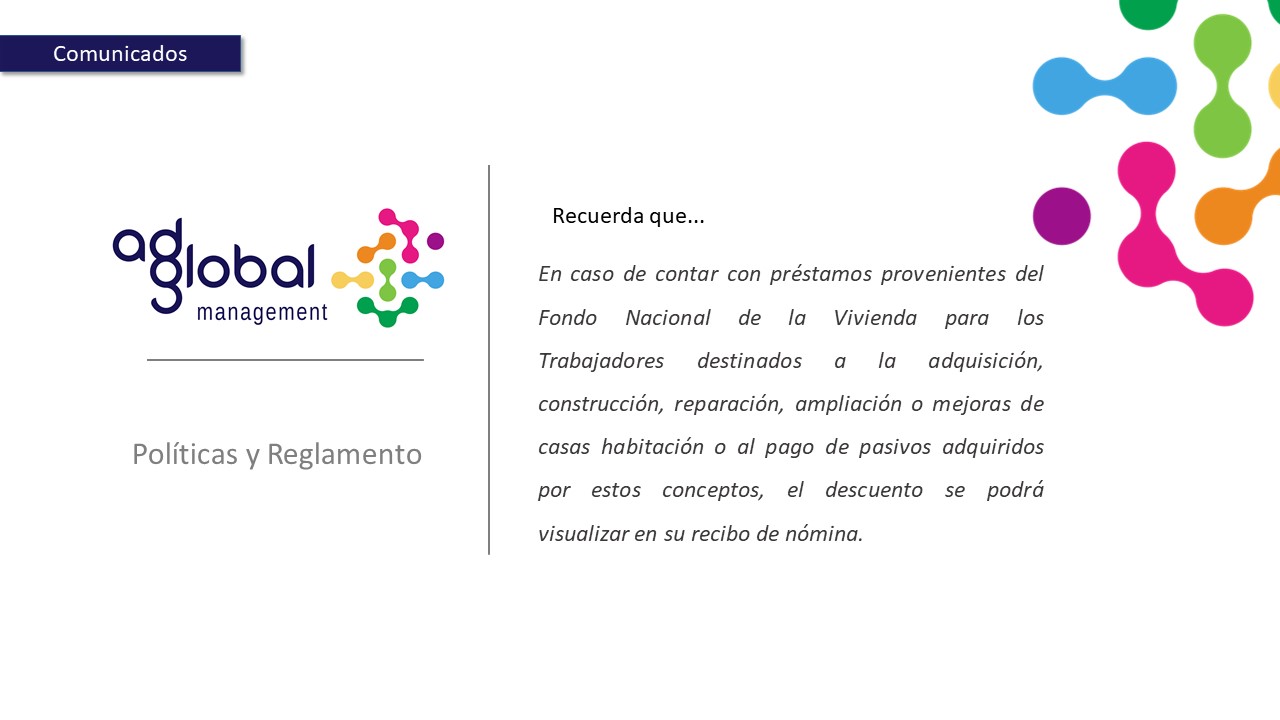 Comunicados
ad
global
management
Políticas y Reglamento
Recuerda que...
En caso de contar con préstamos provenientes del
Fondo Nacional de la Vivienda para los
Trabajadores destinados a la adquisición,
construcción, reparación, ampliación o mejoras de
casas habitación o al pago de pasivos adquiridos
por estos conceptos, el descuento se podrá
visualizar en su recibo de nómina.